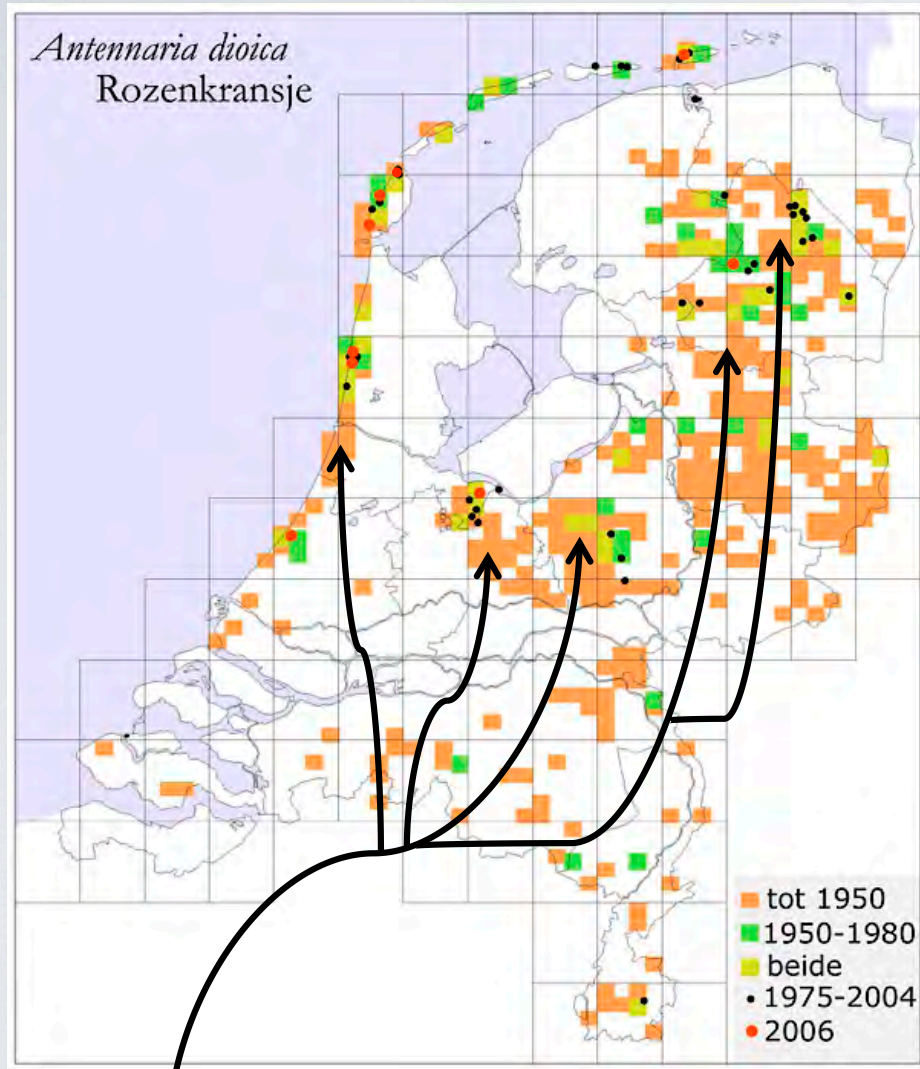 Antennaria dioica
Rozenkransje
tot 1950
1950-1980
beide
1975-2004
2006